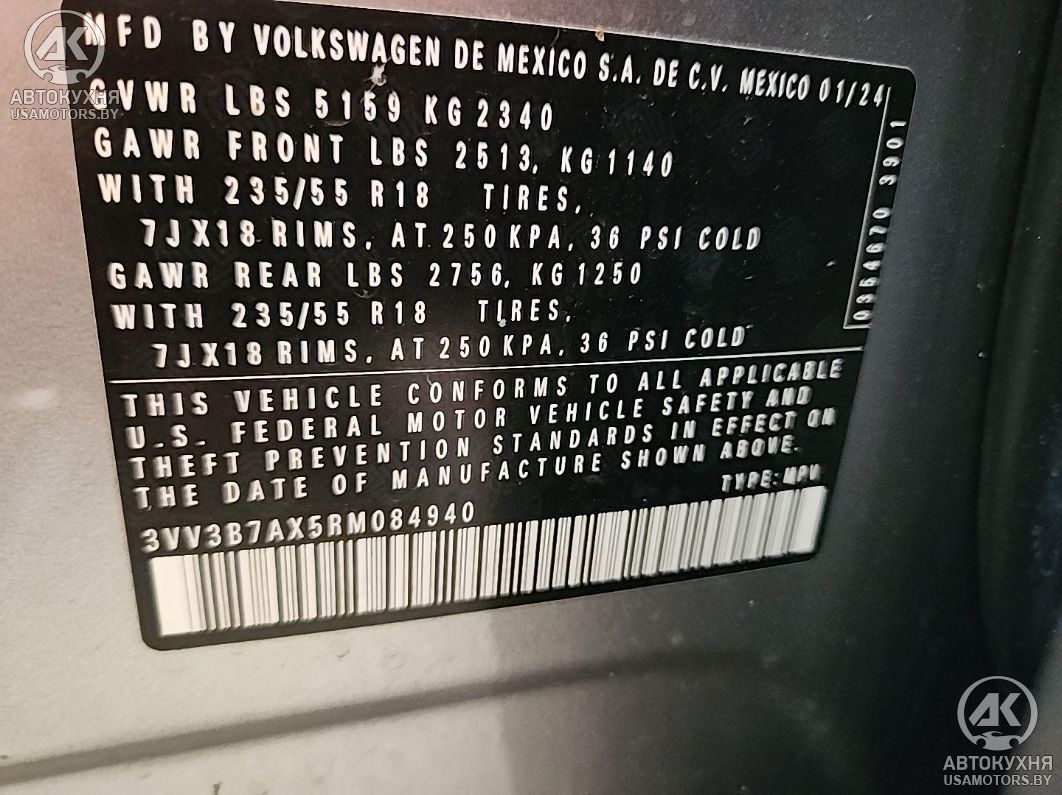 MFD BY VOLKSWAGEN DE MEXICO S.A. DE C.V. MEXICO 01/24
GVWR LBS 5159 KG 2340
GAWR FRONT LBS 2513, KG 1140
WITH 235/55 R18 TIRES,
7JX18 RIMS, AT 250 KPA, 36 PSI COLD
GAWR REAR LBS 2756, KG 1250
WITH 235/55 R18 TIRES,
7JX18 RIMS, AT 250 KPA, 36 PSI COLD
0354670 3901
THIS VEHICLE CONFORMS TO ALL APPLICABLE
U.S. FEDERAL MOTOR VEHICLE SAFETY AND
THEFT PREVENTION STANDARDS IN EFFECT ON
THE DATE OF MANUFACTURE SHOWN ABOVE.
TYPE: MPV
3VV3B7AX5RM084940
AK
АВТОКУХНЯ
USAMOTORS.BY
AK
АВТОКУХНЯ
USAMOTORS.BY